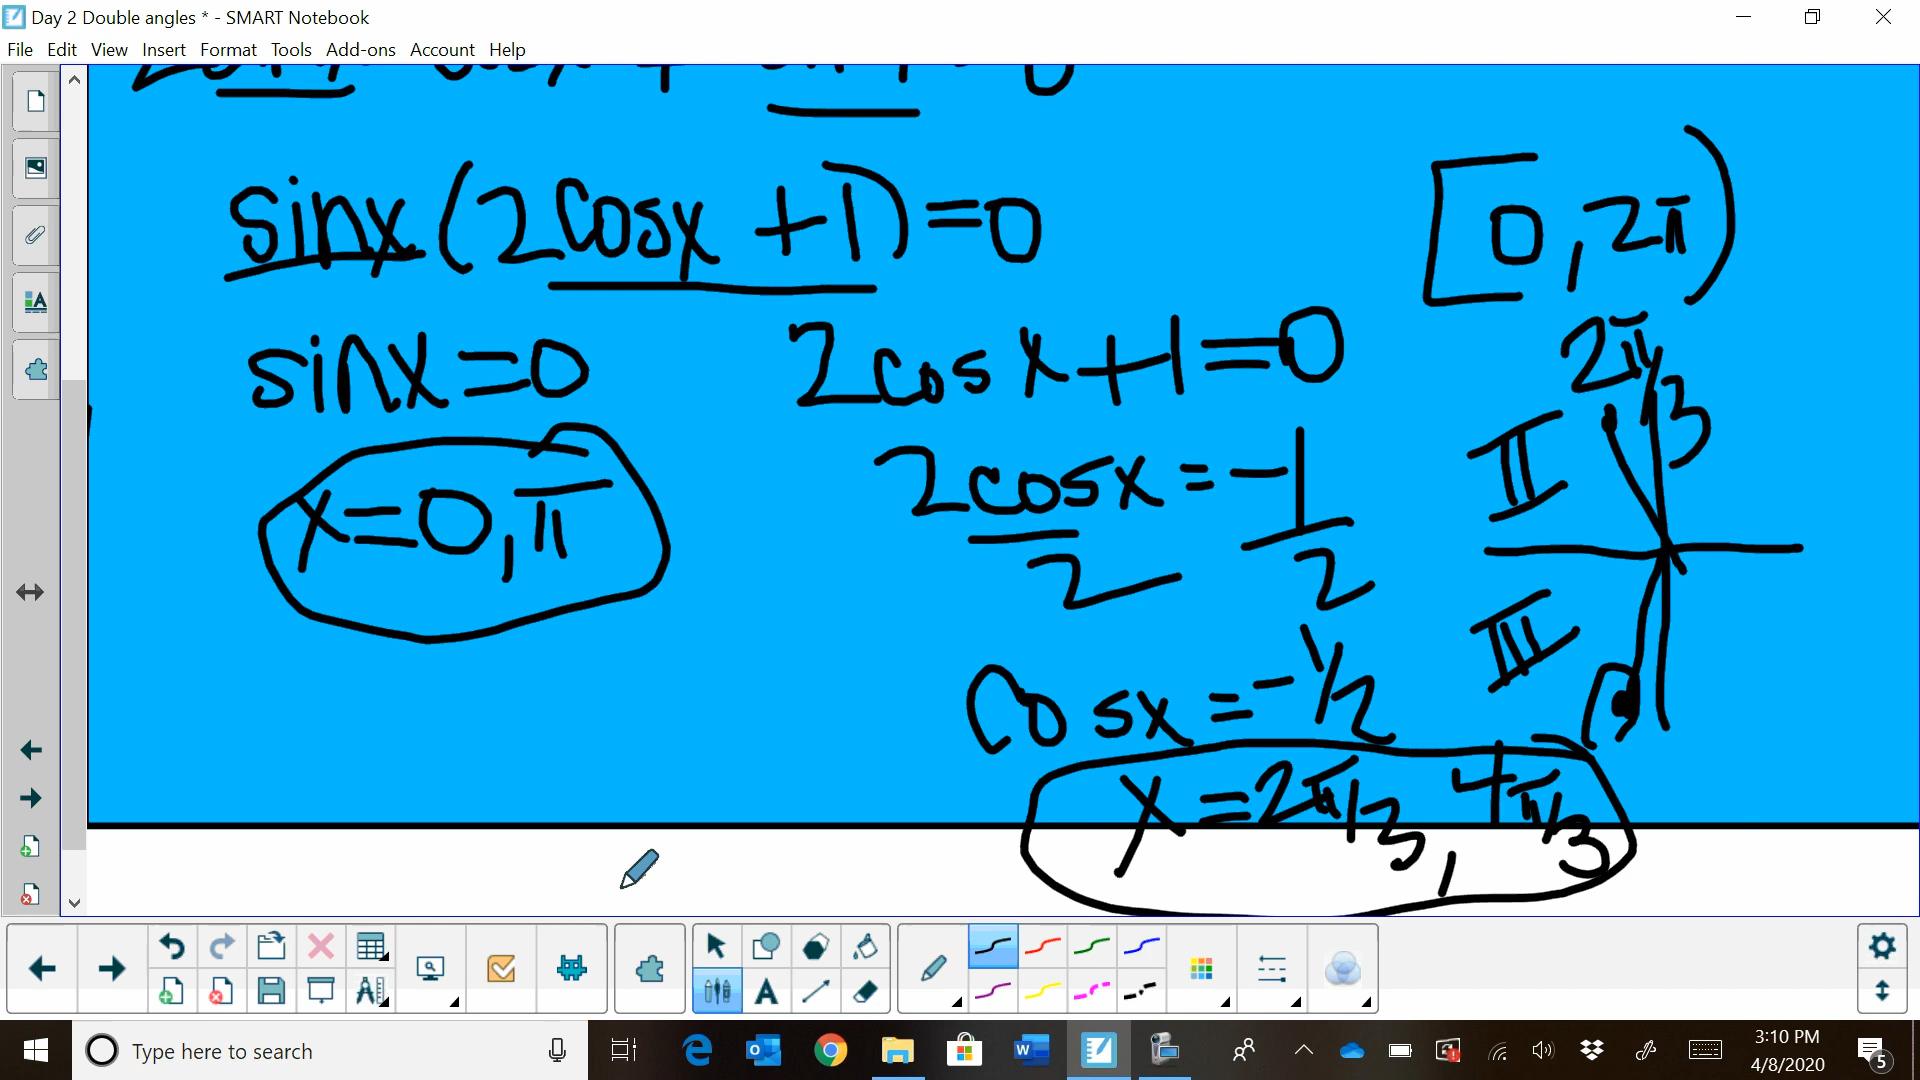 Day 2 Double angles * - SMART Notebook
File Edit View Insert Format Tools Add-ons Account Help
sinx(2cosx +1)=0
[0,2π)
sinx=0
2cosx+1=0
2π/3
x=0,π
2cosx=-1
2 2
II
III
cosx=-1/2
x=2π/3, 4π/3
Type here to search
3:10 PM
4/8/2020
5